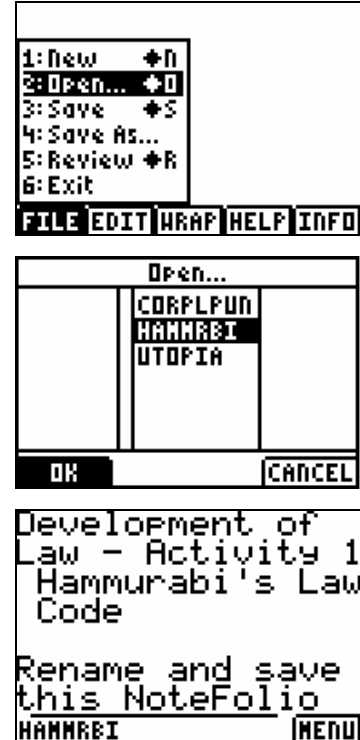 1:New ◆N
2:Open... ◆O
3:Save ◆S
4:Save As...
5:Review ◆R
6:Exit
FILE EDIT WRAP HELP INFO
Open...
CORPLPUN
HAMMRBI
UTOPIA
OK CANCEL
Development of
Law - Activity 1
Hammurabi's Law
Code
Rename and save
this NoteFolio
HAMMRBI MENU